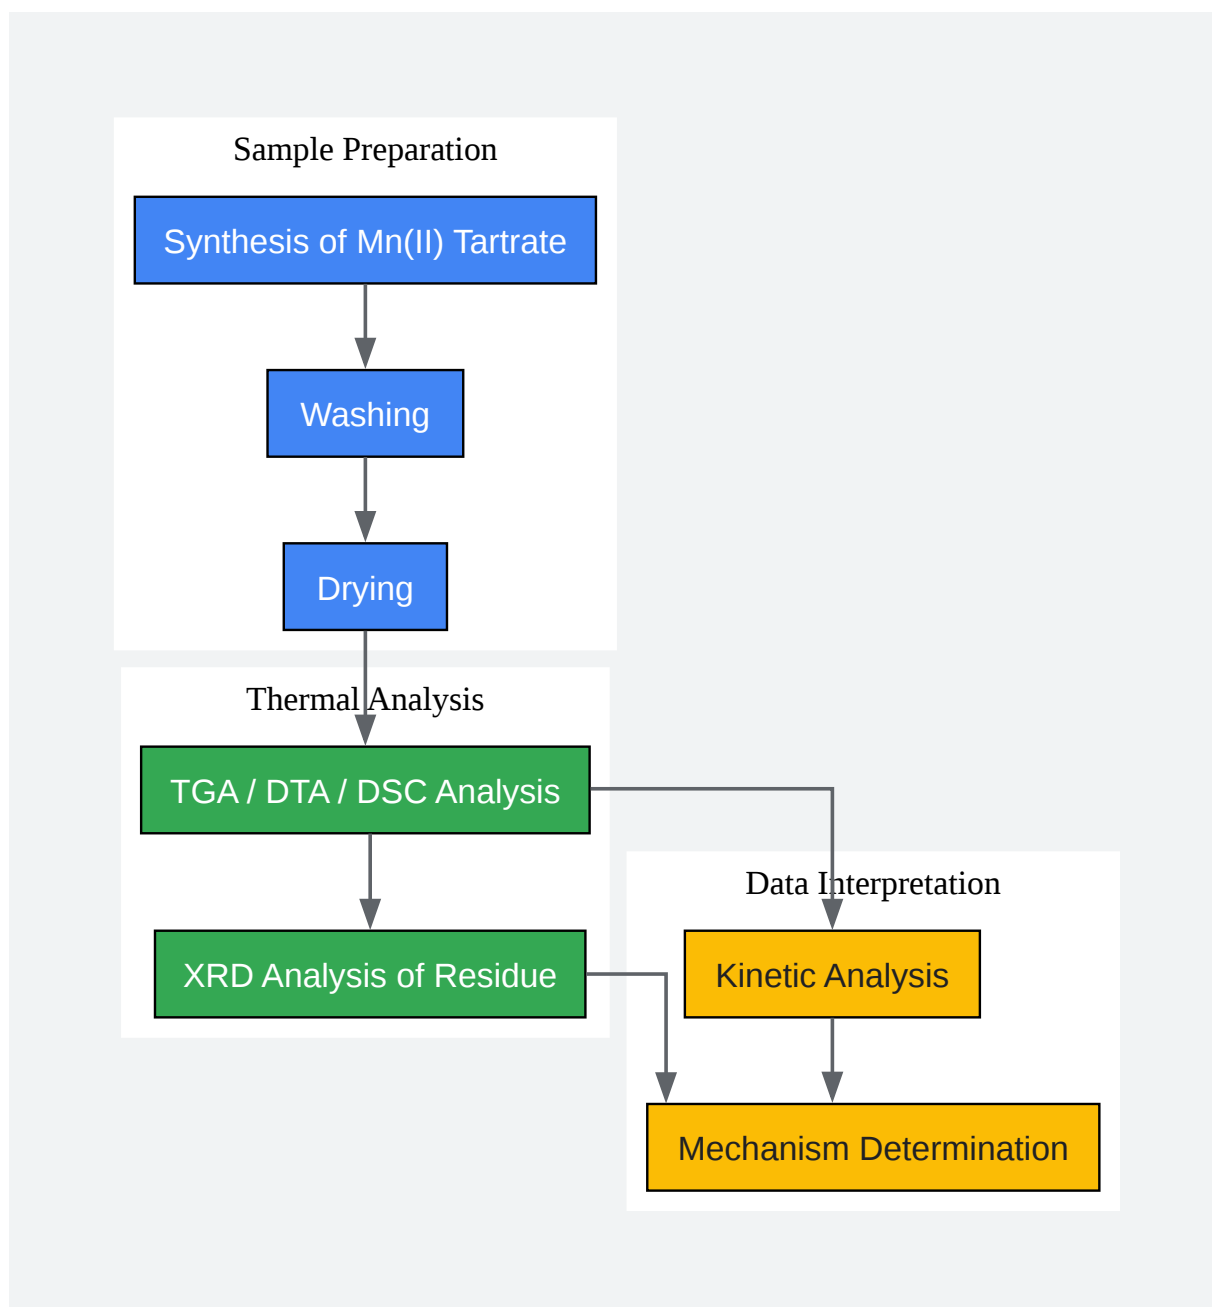 Sample Preparation
Synthesis of Mn(II) Tartrate
Washing
Drying
Thermal Analysis
TGA / DTA / DSC Analysis
XRD Analysis of Residue
Data Interpretation
Kinetic Analysis
Mechanism Determination